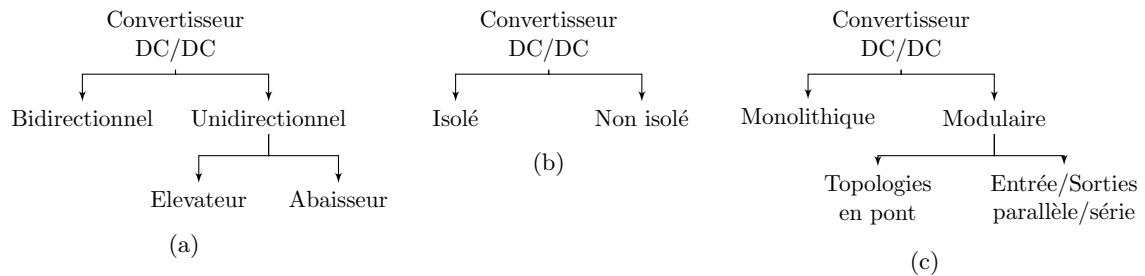 Convertisseur
DC/DC
Bidirectionnel
Unidirectionnel
Elevateur
Abaisseur
(a)
Convertisseur
DC/DC
Isolé
Non isolé
(b)
Convertisseur
DC/DC
Monolithique
Modulaire
Topologies
en pont
Entrée/Sorties
parallèle/série
(c)